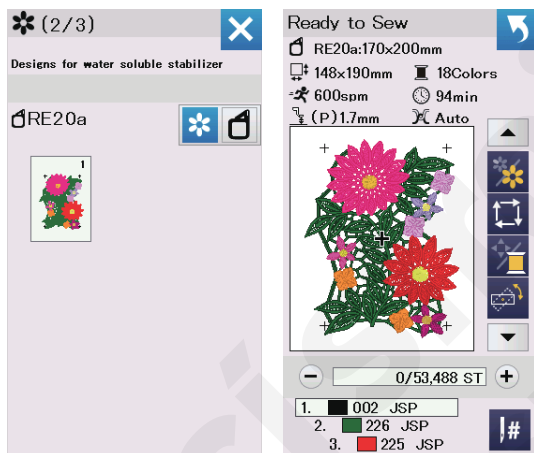 (2/3)
Designs for water soluble stabilizer
RE20a
1
Ready to Sew
RE20a:170x200mm
148x190mm 18Colors
600spm 94min
(P)1.7mm Auto
0/53,488 ST
1. 002 JSP
2. 226 JSP
3. 225 JSP
#